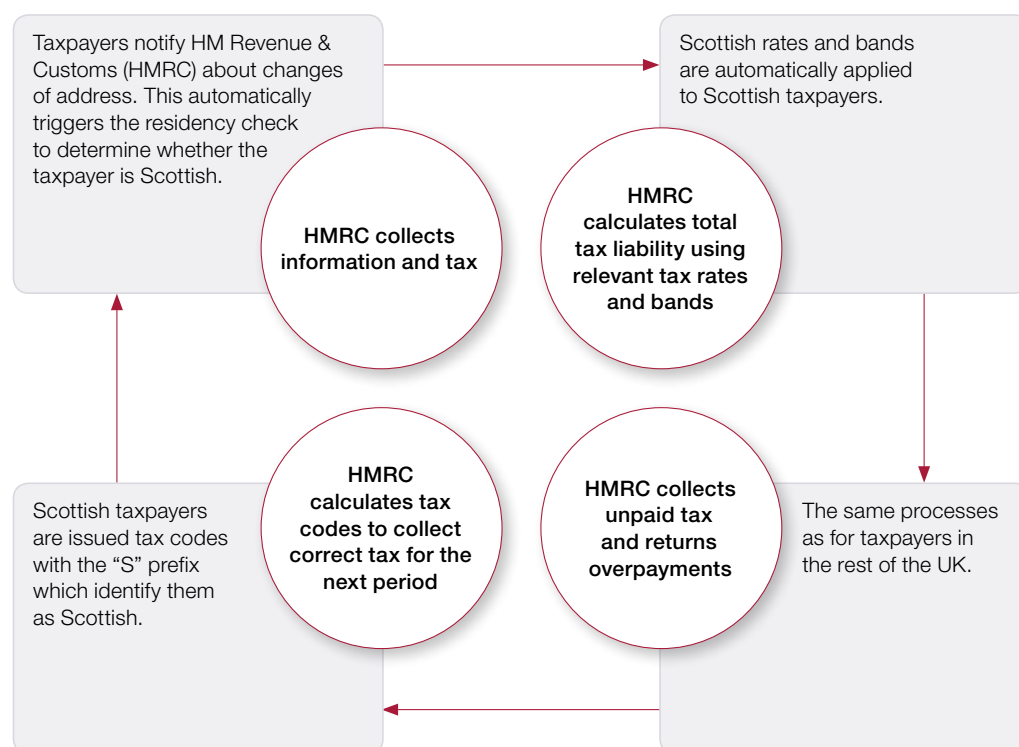 Taxpayers notify HM Revenue &
Customs (HMRC) about changes
of address. This automatically
triggers the residency check
to determine whether the
taxpayer is Scottish.
HMRC collects
information and tax
Scottish rates and bands
are automatically applied
to Scottish taxpayers.
HMRC
calculates total
tax liability using
relevant tax rates
and bands
Scottish taxpayers
are issued tax codes
with the “S” prefix
which identify them
as Scottish.
HMRC
calculates tax
codes to collect
correct tax for the
next period
HMRC collects
unpaid tax
and returns
overpayments
The same processes
as for taxpayers in
the rest of the UK.